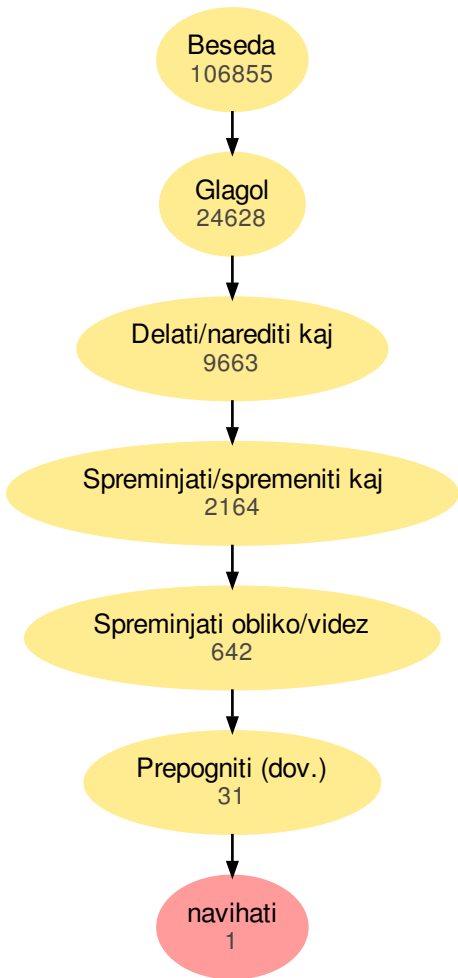 Beseda
106855
Glagol
24628
Delati/narediti kaj
9663
Spreminjati/spremeniti kaj
2164
Spreminjati obliko/videz
642
Prepogniti (dov.)
31
navihati
1